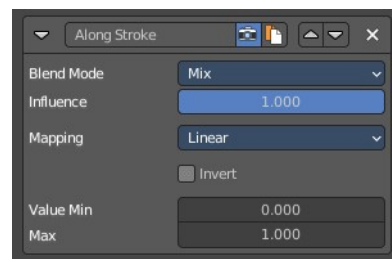 Along Stroke
Blend Mode Mix
Influence 1.000
Mapping Linear
Invert
Value Min 0.000
Max 1.000